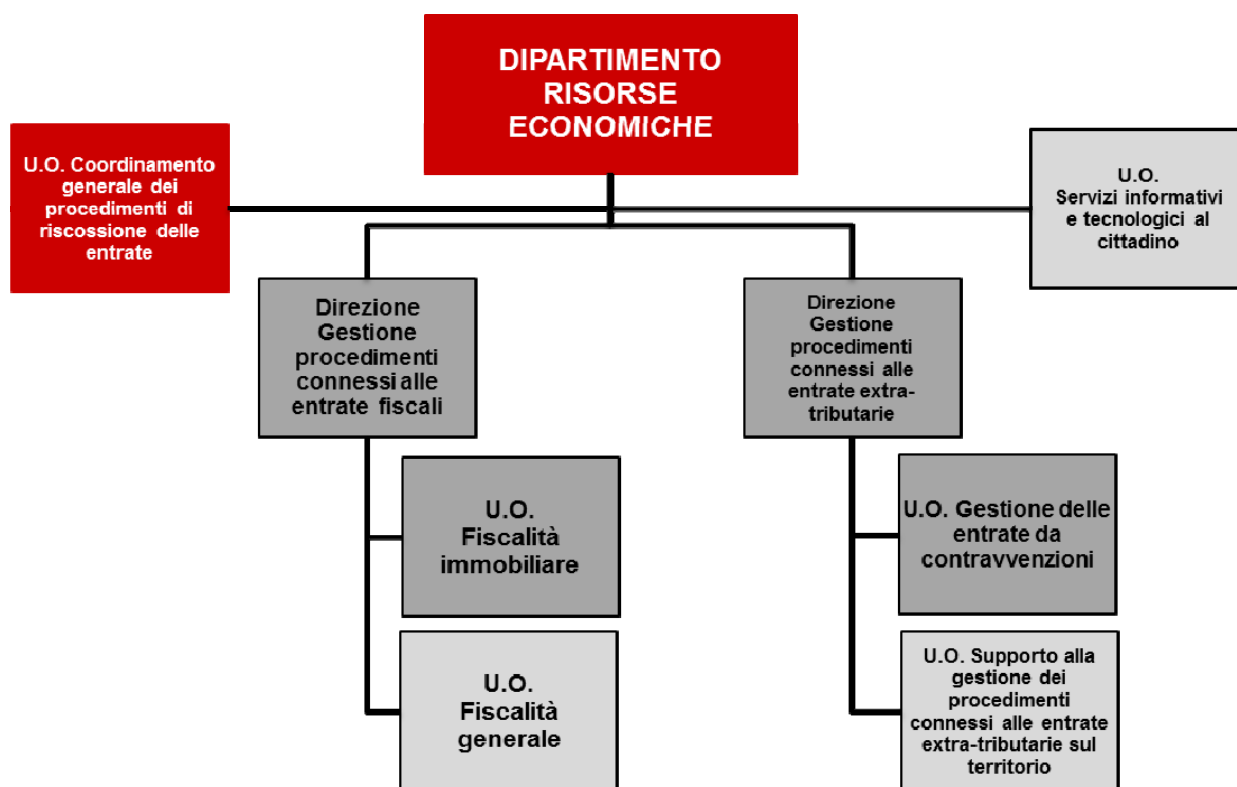 DIPARTIMENTO
RISORSE
ECONOMICHE
U.O. Coordinamento
generale dei
procedimenti di
riscossione delle
entrate
U.O.
Servizi informativi
e tecnologici al
cittadino
Direzione
Gestione
procedimenti
connessi alle
entrate fiscali
Direzione
Gestione
procedimenti
connessi alle
entrate extra-
tributarie
U.O.
Fiscalità
immobiliare
U.O. Gestione delle
entrate da
contravvenzioni
U.O.
Fiscalità
generale
U.O. Supporto alla
gestione dei
procedimenti
connessi alle entrate
extra-tributarie sul
territorio